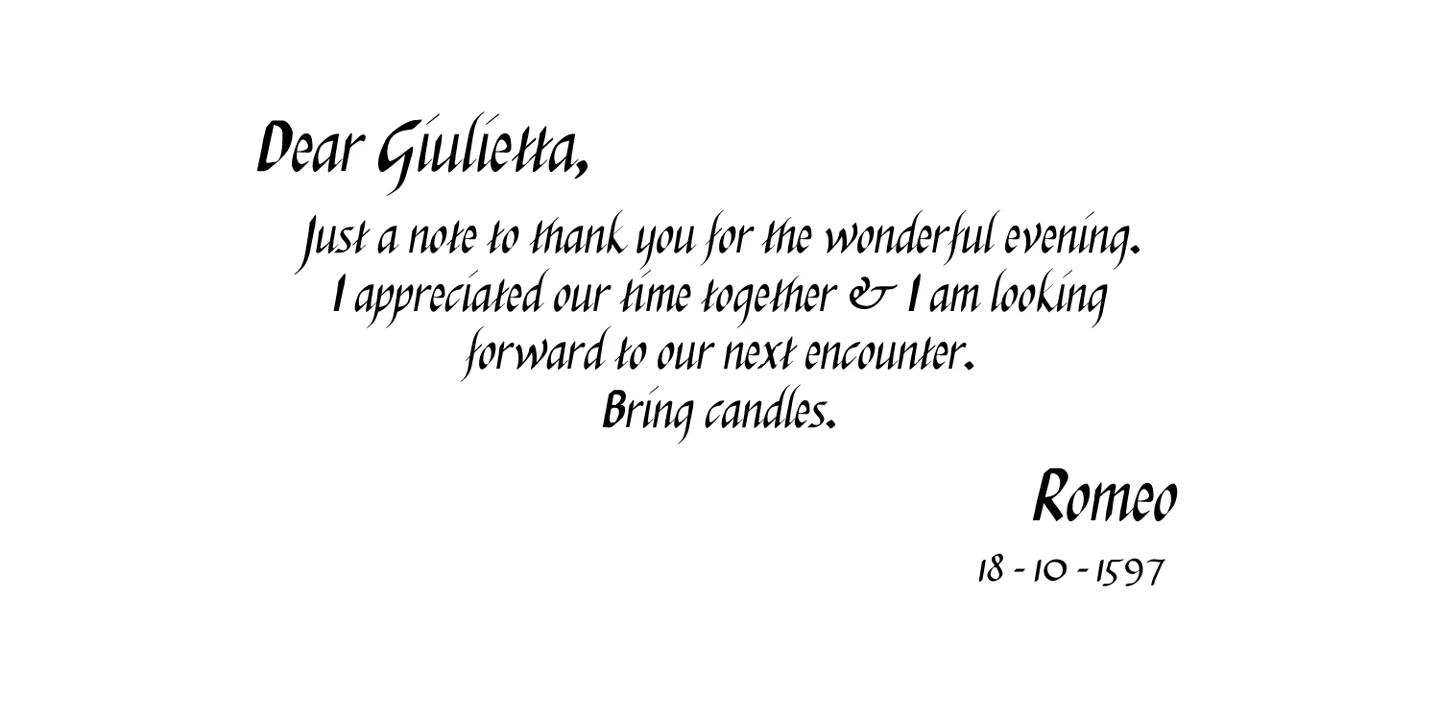 Dear Giulietta,
Just a note to thank you for the wonderful evening.
I appreciated our time together & I am looking
forward to our next encounter.
Bring candles.
Romeo
18 - 10 - 1597